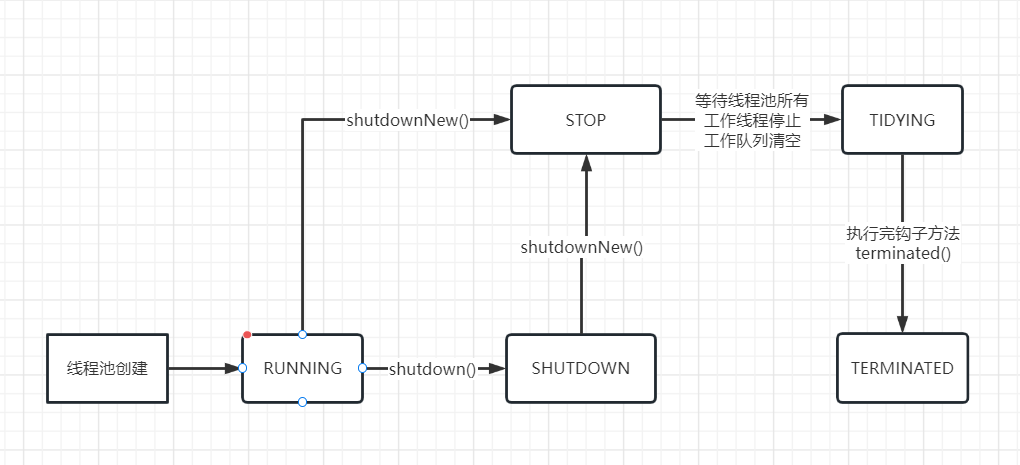 shutdownNew()
STOP
等待线程池所有
工作线程停止
工作队列清空
TIDYING
shutdownNew()
执行完钩子方法
terminated()
线程池创建
RUNNING
shutdown()
SHUTDOWN
TERMINATED